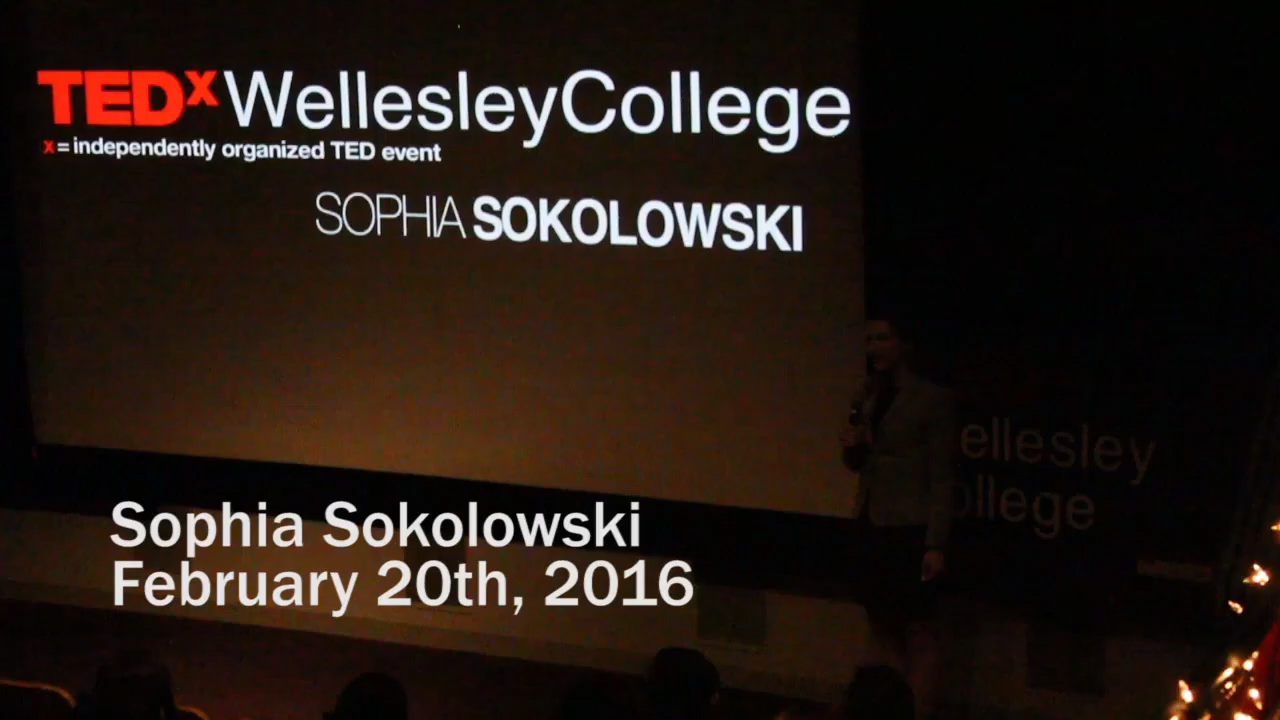 TEDxWellesleyCollege
x = independently organized TED event
SOPHIA SOKOLOWSKI
ellesley
ollege
Sophia Sokolowski
February 20th, 2016